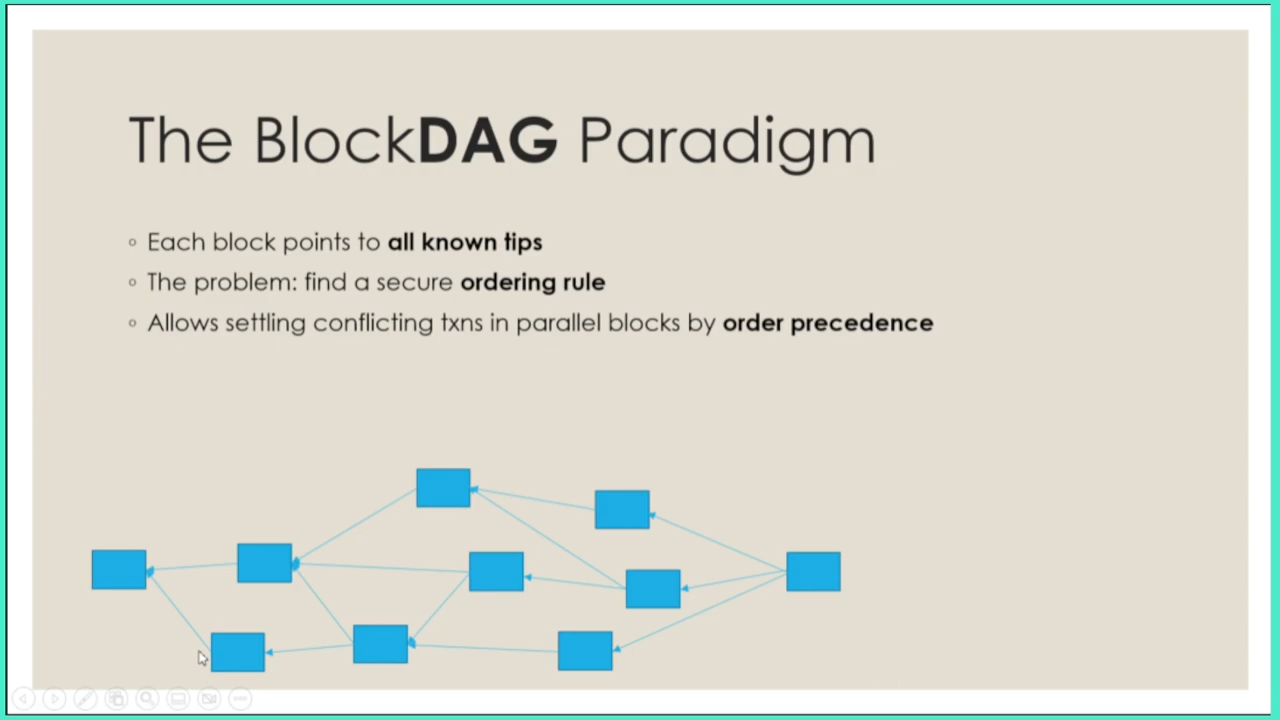 The BlockDAG Paradigm
◦ Each block points to all known tips
◦ The problem: find a secure ordering rule
◦ Allows settling conflicting txns in parallel blocks by order precedence